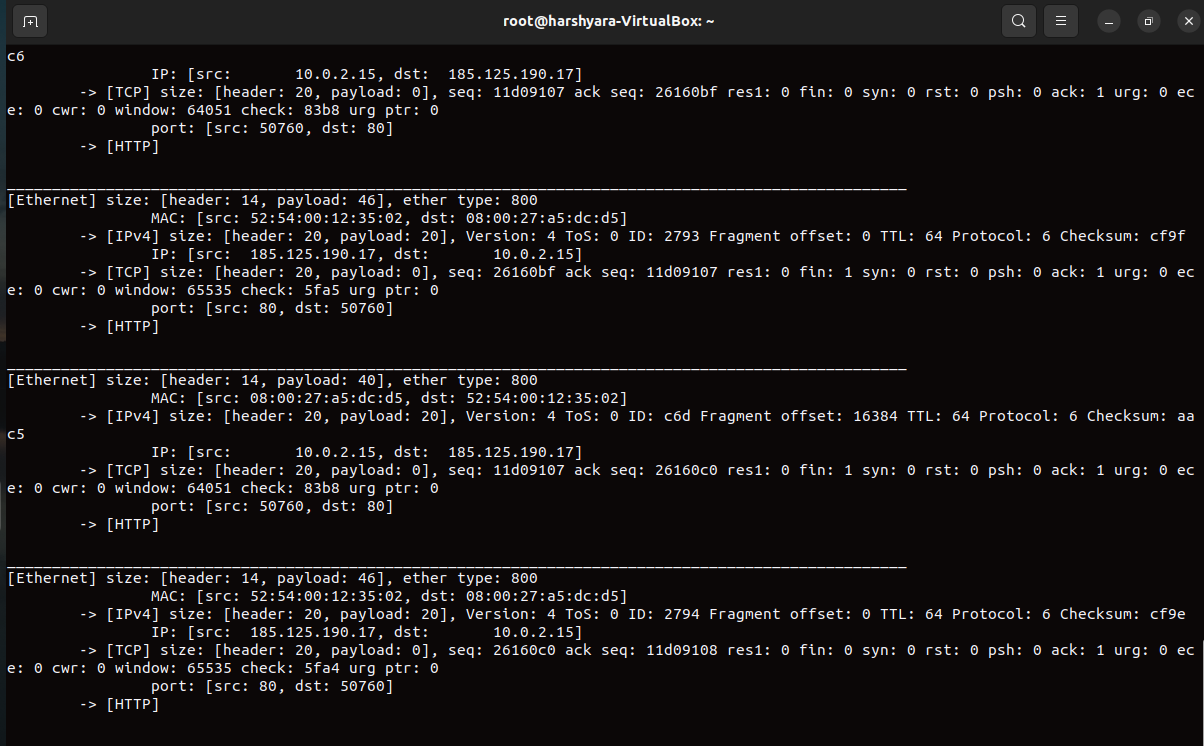 root@harshyara-VirtualBox: ~
c6
                IP: [src:       10.0.2.15, dst:  185.125.190.17]
        -> [TCP] size: [header: 20, payload: 0], seq: 11d09107 ack seq: 26160bf res1: 0 fin: 0 syn: 0 rst: 0 psh: 0 ack: 1 urg: 0 ec
e: 0 cwr: 0 window: 64051 check: 83b8 urg ptr: 0
                port: [src: 50760, dst: 80]
        -> [HTTP]
____________________________________________________________________________________________________
[Ethernet] size: [header: 14, payload: 46], ether type: 800
                MAC: [src: 52:54:00:12:35:02, dst: 08:00:27:a5:dc:d5]
        -> [IPv4] size: [header: 20, payload: 20], Version: 4 ToS: 0 ID: 2793 Fragment offset: 0 TTL: 64 Protocol: 6 Checksum: cf9f
                IP: [src:  185.125.190.17, dst:       10.0.2.15]
        -> [TCP] size: [header: 20, payload: 0], seq: 26160bf ack seq: 11d09107 res1: 0 fin: 1 syn: 0 rst: 0 psh: 0 ack: 1 urg: 0 ec
e: 0 cwr: 0 window: 65535 check: 5fa5 urg ptr: 0
                port: [src: 80, dst: 50760]
        -> [HTTP]
____________________________________________________________________________________________________
[Ethernet] size: [header: 14, payload: 40], ether type: 800
                MAC: [src: 08:00:27:a5:dc:d5, dst: 52:54:00:12:35:02]
        -> [IPv4] size: [header: 20, payload: 20], Version: 4 ToS: 0 ID: c6d Fragment offset: 16384 TTL: 64 Protocol: 6 Checksum: aa
c5
                IP: [src:       10.0.2.15, dst:  185.125.190.17]
        -> [TCP] size: [header: 20, payload: 0], seq: 11d09107 ack seq: 26160c0 res1: 0 fin: 1 syn: 0 rst: 0 psh: 0 ack: 1 urg: 0 ec
e: 0 cwr: 0 window: 64051 check: 83b8 urg ptr: 0
                port: [src: 50760, dst: 80]
        -> [HTTP]
____________________________________________________________________________________________________
[Ethernet] size: [header: 14, payload: 46], ether type: 800
                MAC: [src: 52:54:00:12:35:02, dst: 08:00:27:a5:dc:d5]
        -> [IPv4] size: [header: 20, payload: 20], Version: 4 ToS: 0 ID: 2794 Fragment offset: 0 TTL: 64 Protocol: 6 Checksum: cf9e
                IP: [src:  185.125.190.17, dst:       10.0.2.15]
        -> [TCP] size: [header: 20, payload: 0], seq: 26160c0 ack seq: 11d09108 res1: 0 fin: 0 syn: 0 rst: 0 psh: 0 ack: 1 urg: 0 ec
e: 0 cwr: 0 window: 65535 check: 5fa4 urg ptr: 0
                port: [src: 80, dst: 50760]
        -> [HTTP]